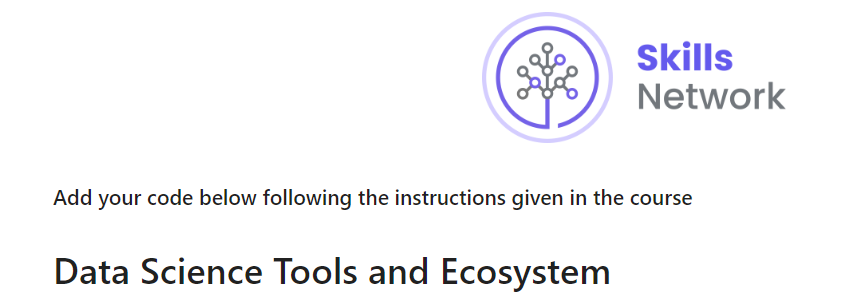 Skills
Network
Add your code below following the instructions given in the course
Data Science Tools and Ecosystem